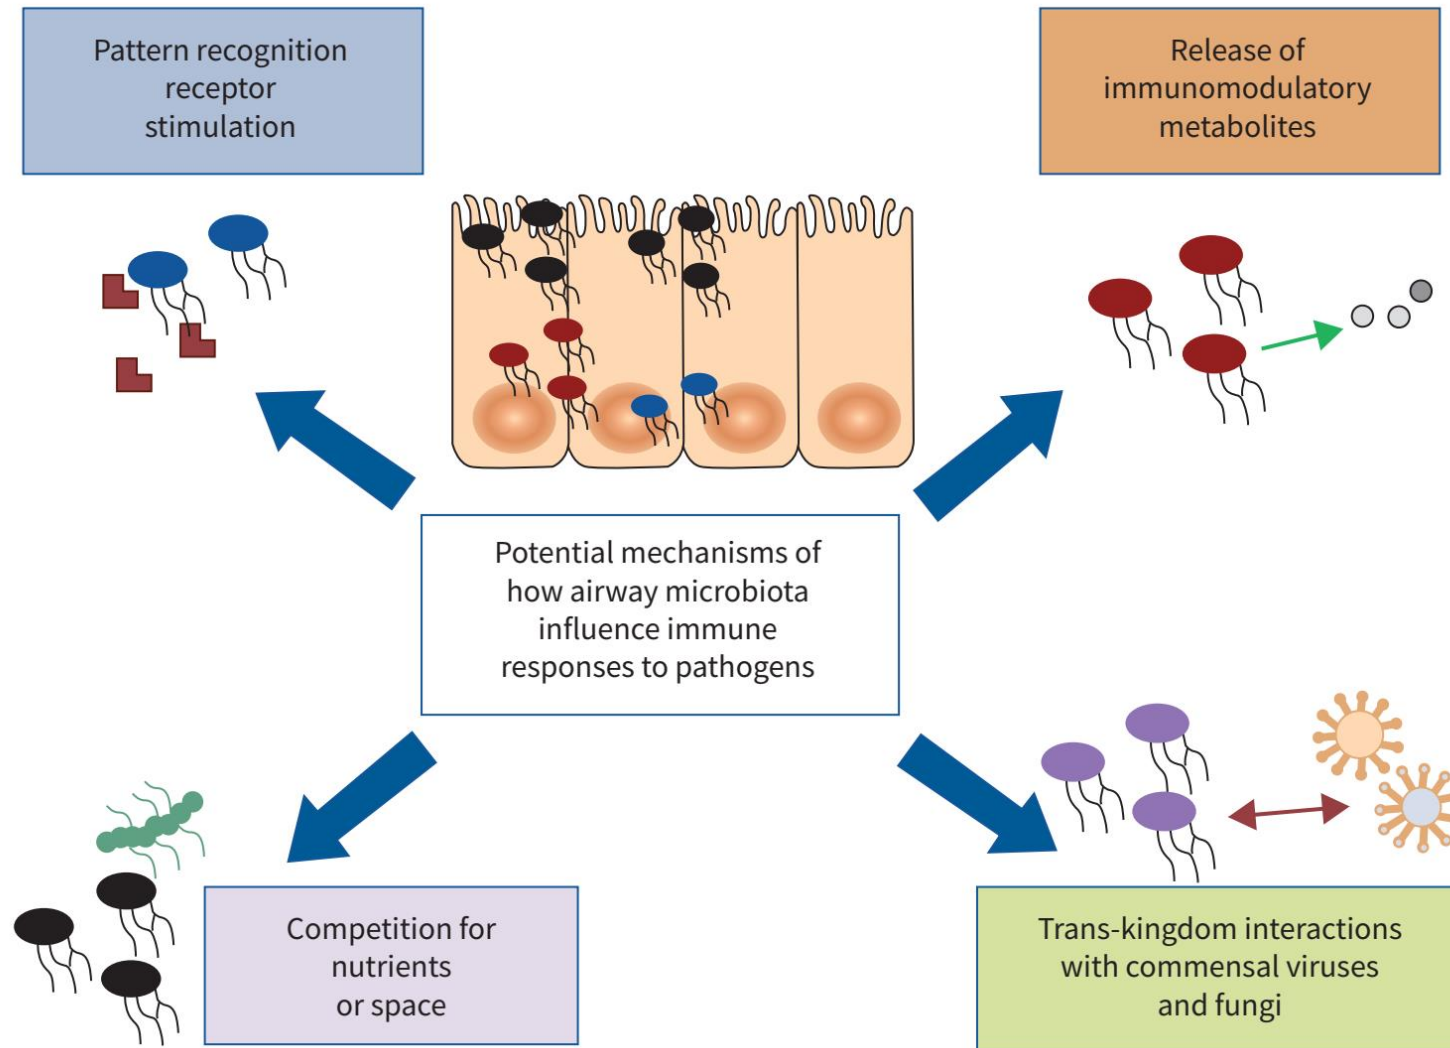 Pattern recognition
receptor
stimulation
Release of
immunomodulatory
metabolites
Potential mechanisms of
how airway microbiota
influence immune
responses to pathogens
Competition for
nutrients
or space
Trans-kingdom interactions
with commensal viruses
and fungi